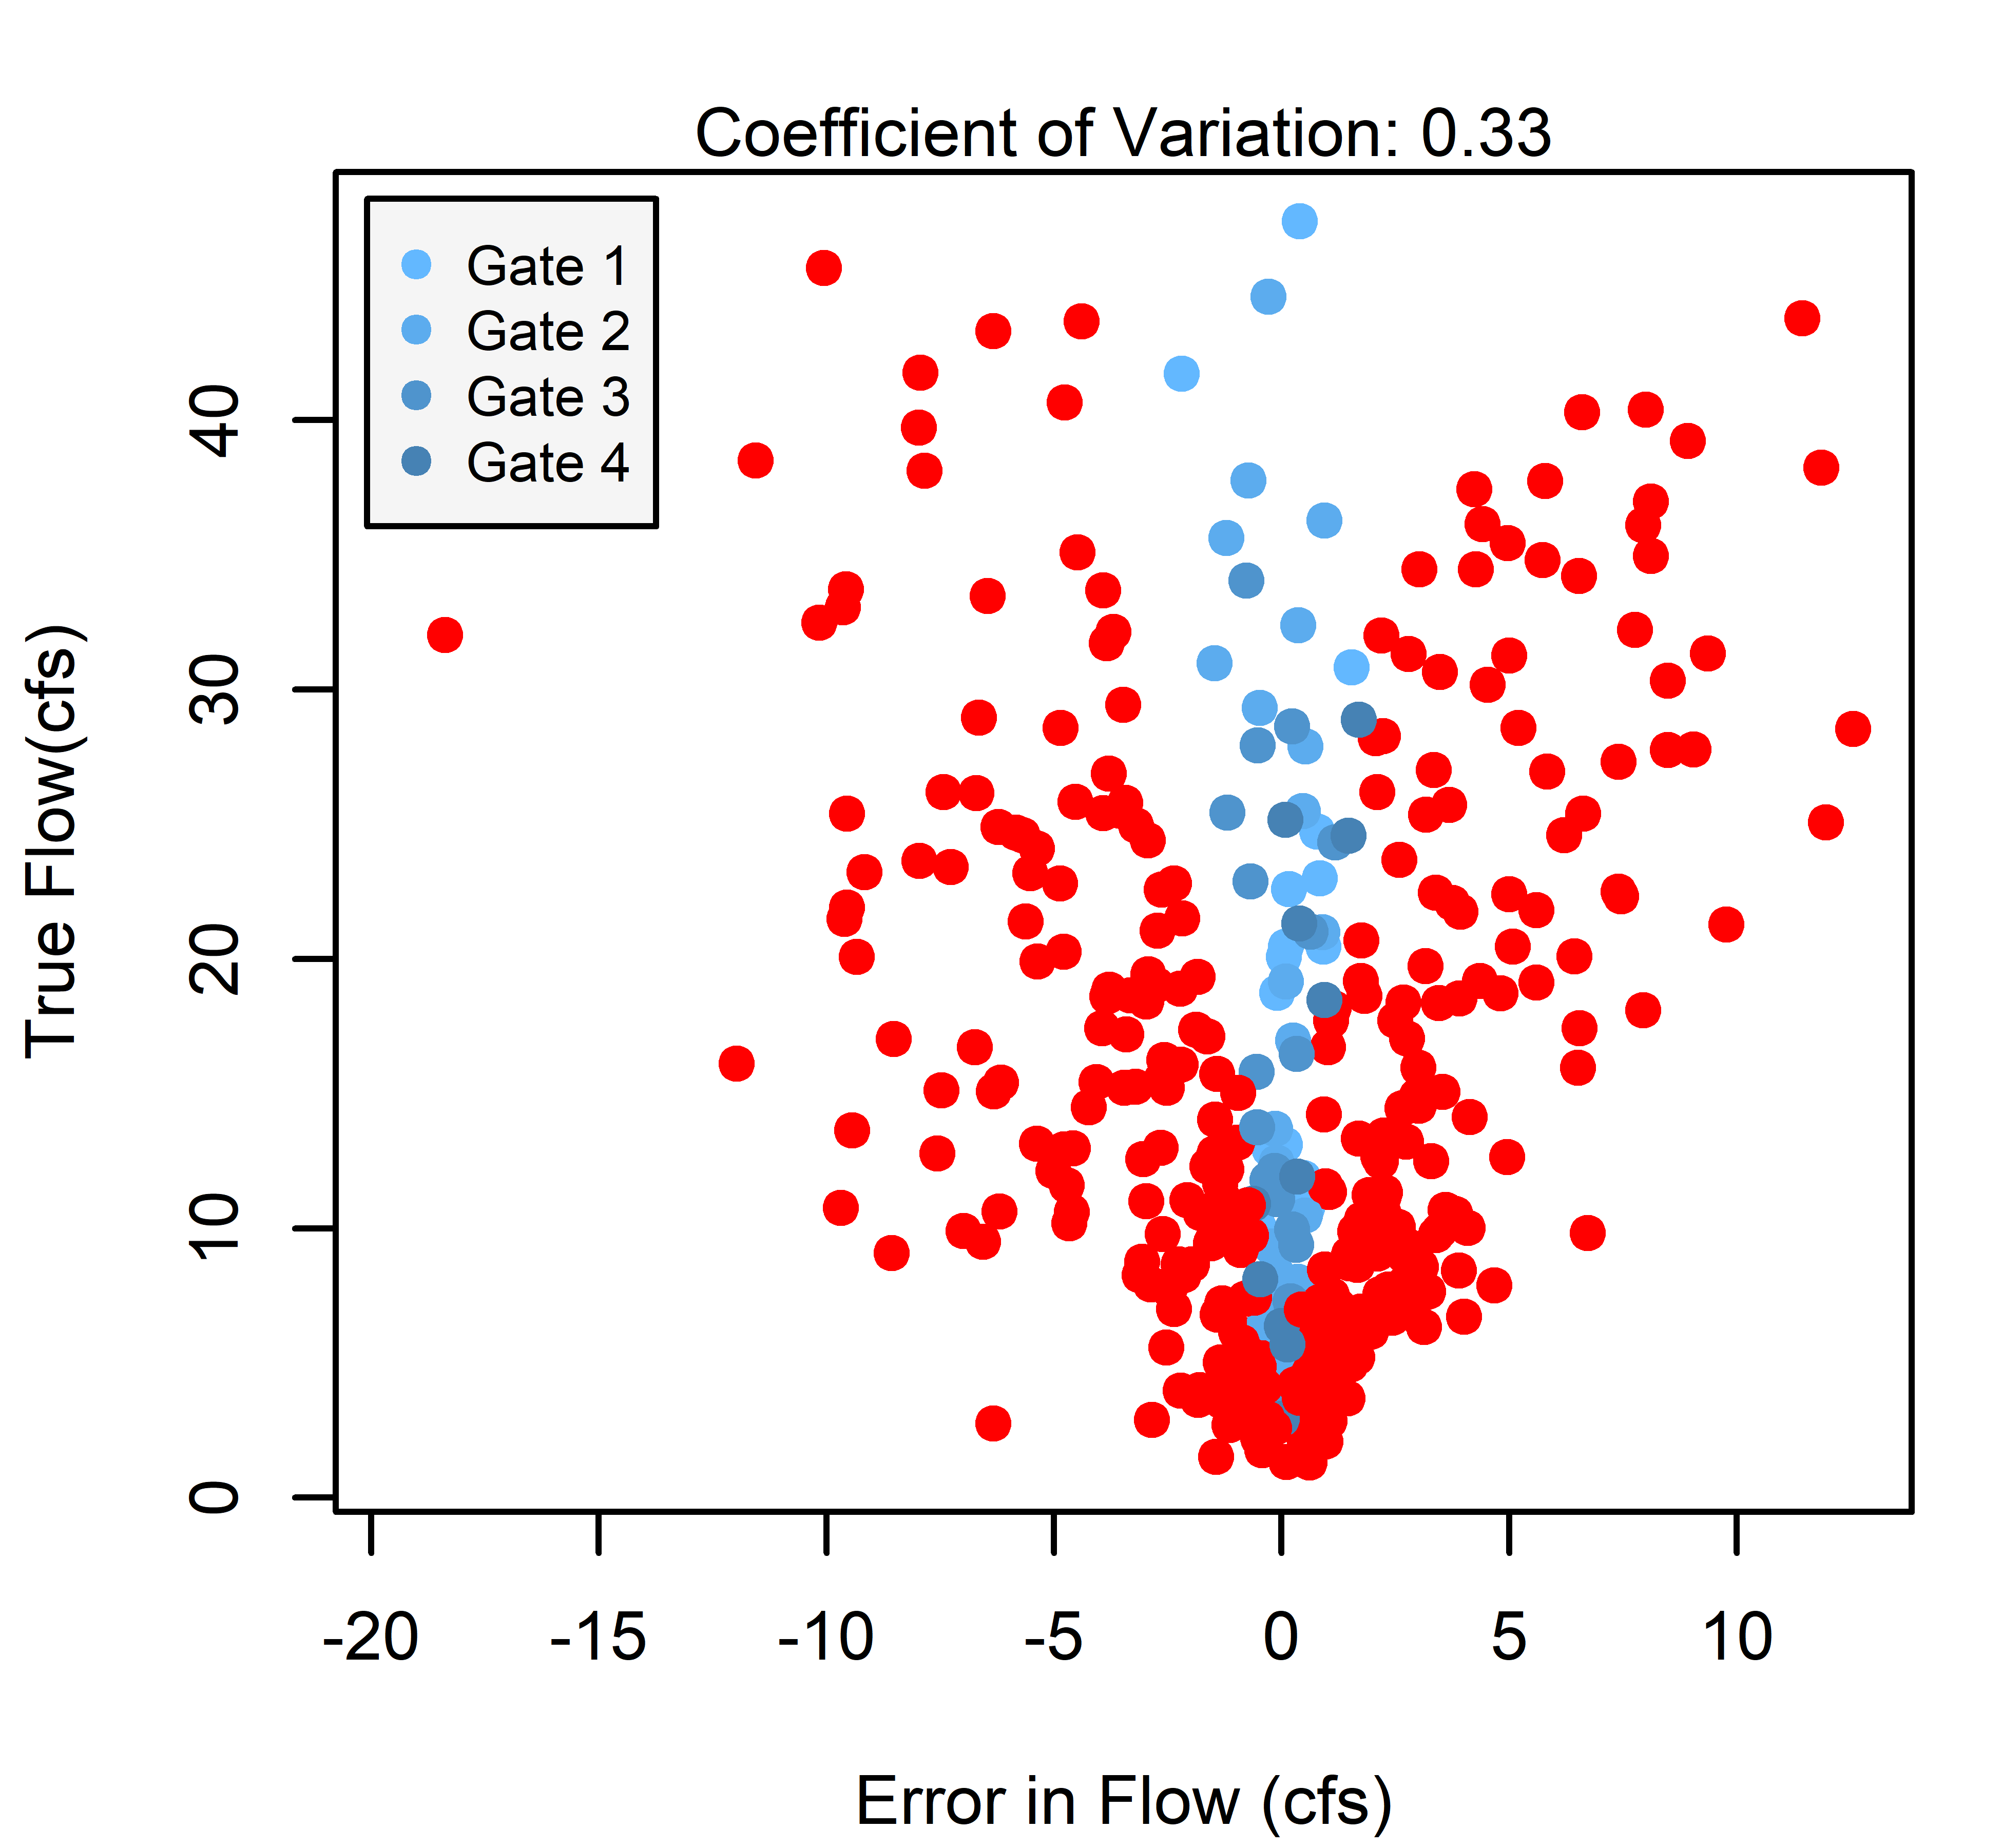 Coefficient of Variation: 0.33
Gate 1
Gate 2
Gate 3
Gate 4
True Flow(cfs)
40
30
20
10
0
-20 -15 -10 -5 0 5 10
Error in Flow (cfs)